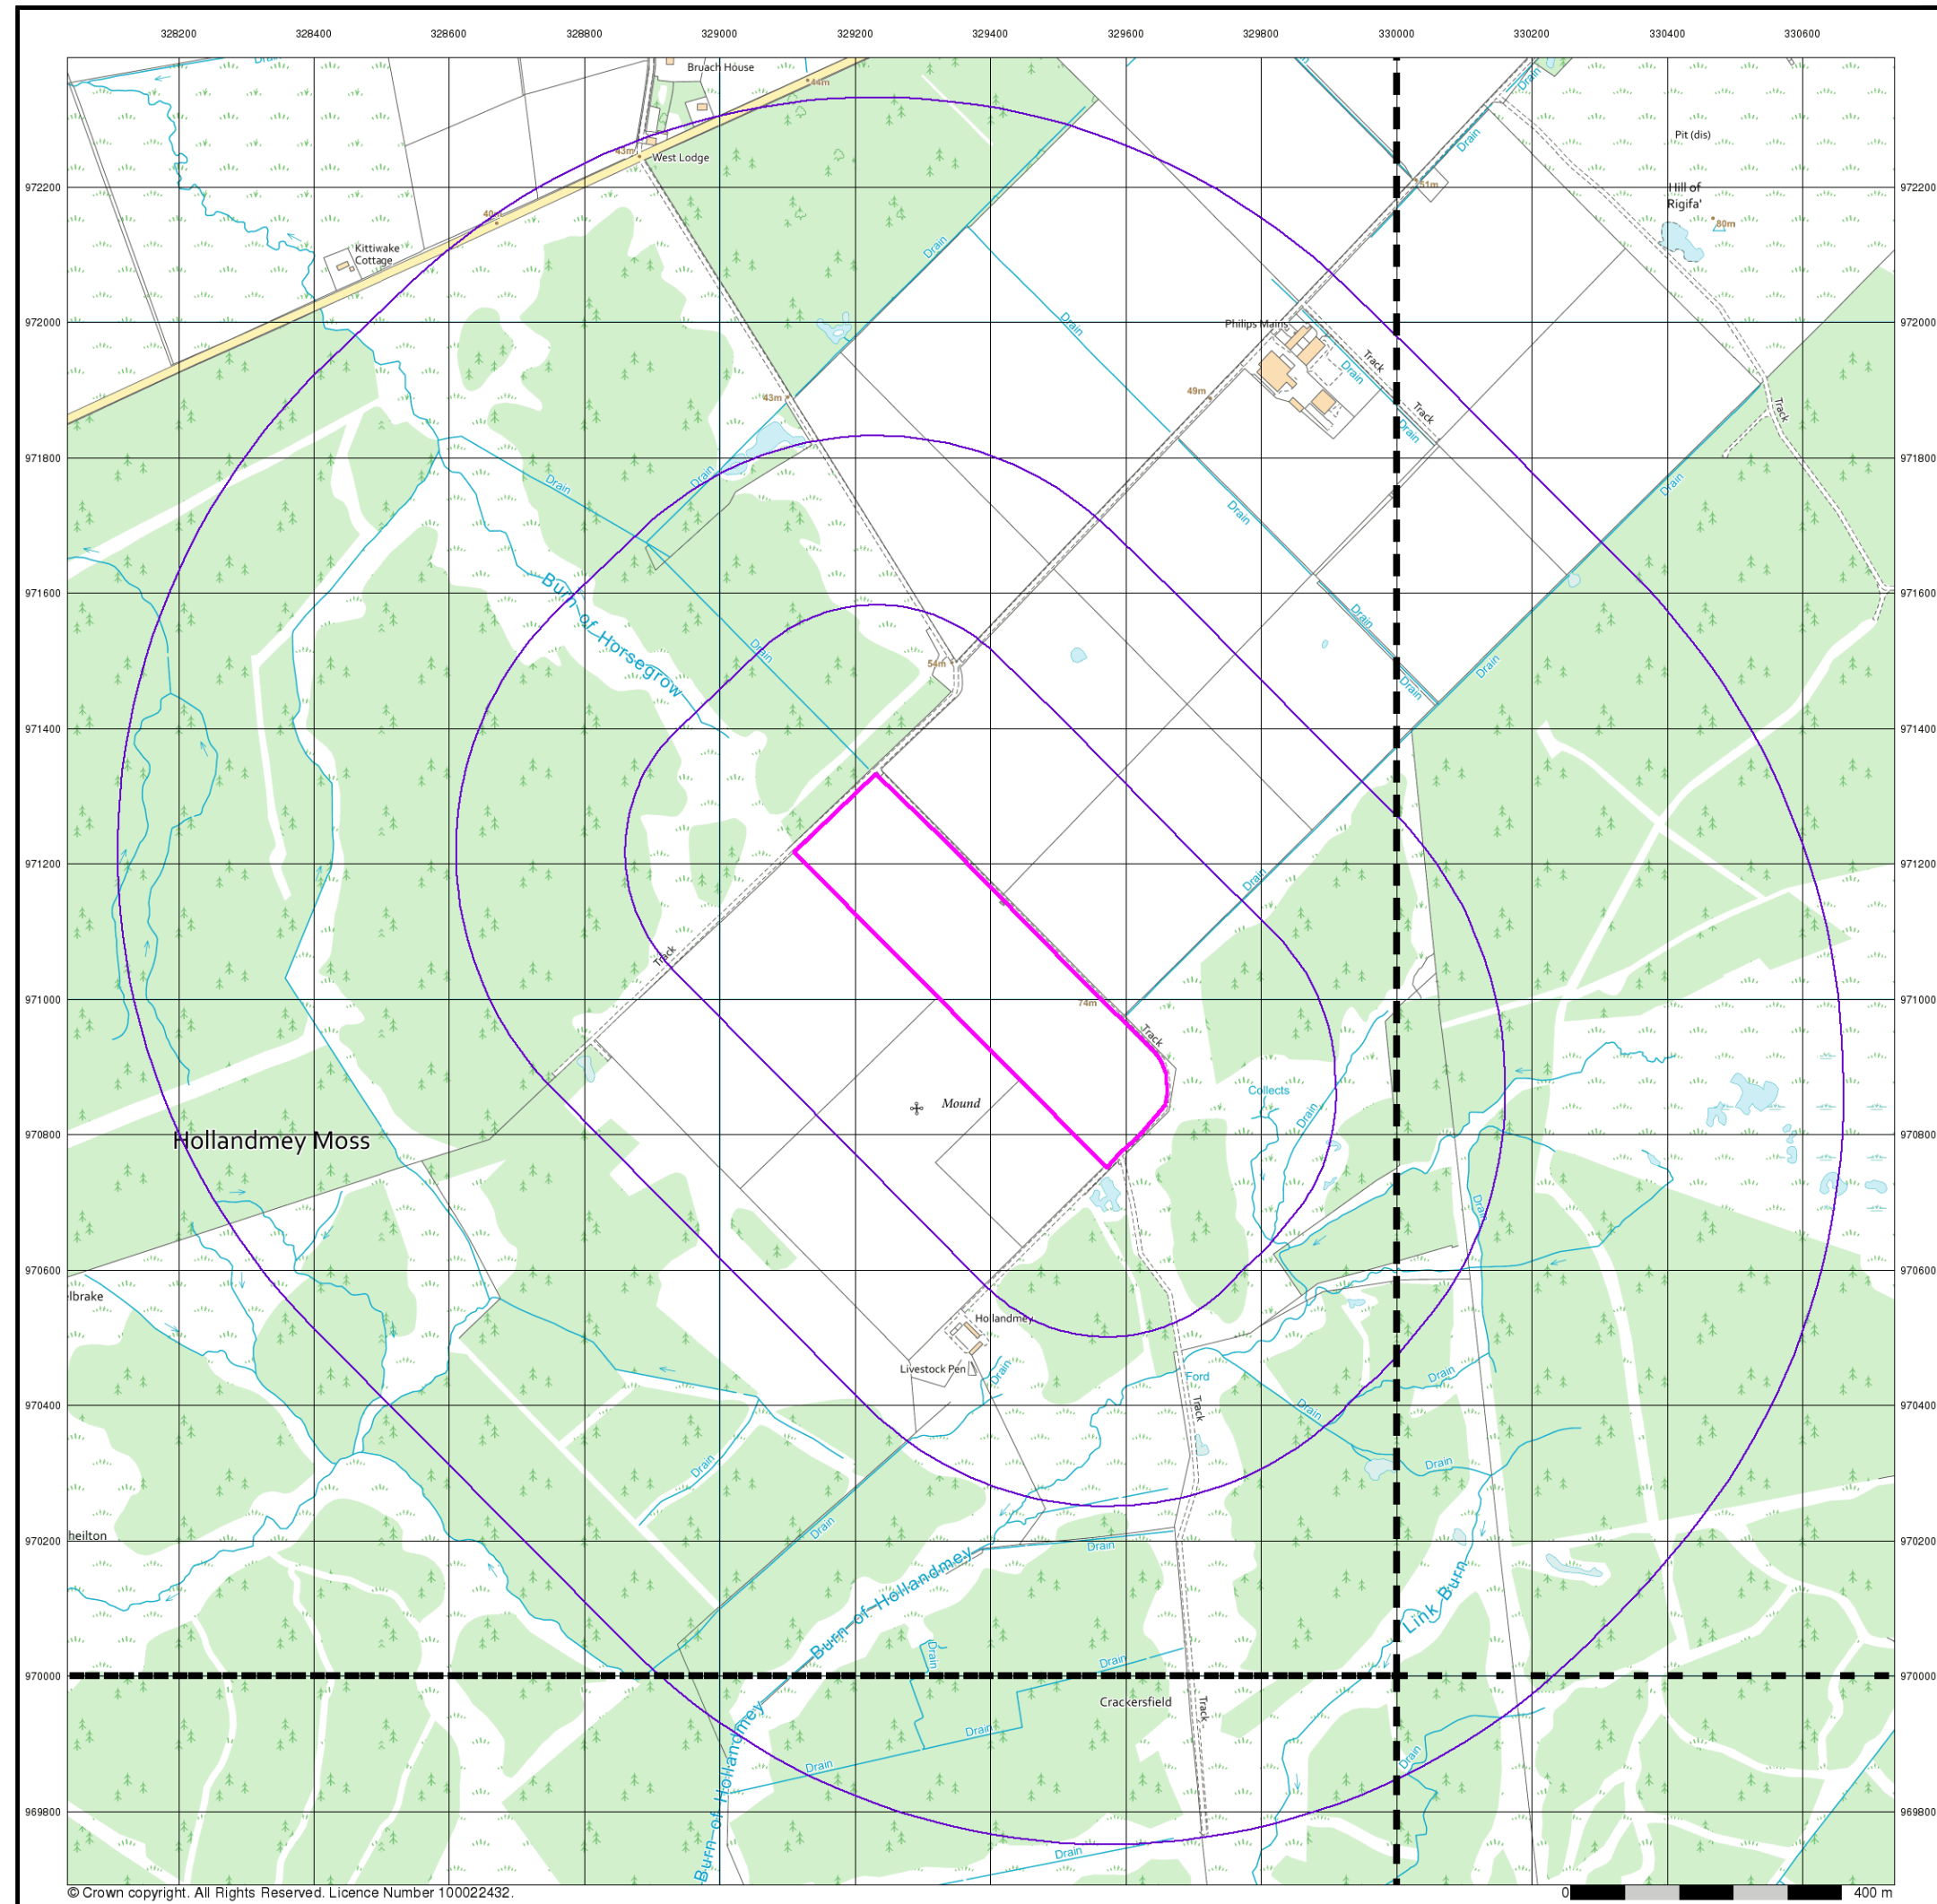 328200 328400 328600 328800 329000 329200 329400 329600 329800 330000 330200 330400 330600
Bruach House
44m
Drain
Pit (dis)
Drain
43m
West Lodge
51m
972200
972200
Hill of
Rigifa'
80m
Kittiwake
Cottage
Drain
972000
972000
Drain
Philips Mains
Track
Drain
49m
43m
Track
Track
Drain
971800
971800
Drain
Drain
Drain
Drain
971600
971600
Burn of Horsegrow
Drain
Drain
54m
Drain
Drain
971400
971400
971200
971200
Drain
Track
971000
971000
74m
Track
Collects
Drain
Mound
970800
970800
Hollandmey Moss
Drain
970600
970600
lbrake
Hollandmey
Livestock Pen
Drain
Ford
Drain
Track
Drain
970400
970400
Drain
Drain
heilton
Drain
Drain
970200
970200
Burn of Hollandmey
Link Burn
Drain
Drain
970000
970000
Crackersfield
Track
Drain
Drain
Drain
Burn of Hollandmey
969800
969800
Drain
© Crown copyright. All Rights Reserved. Licence Number 100022432.
0 400 m